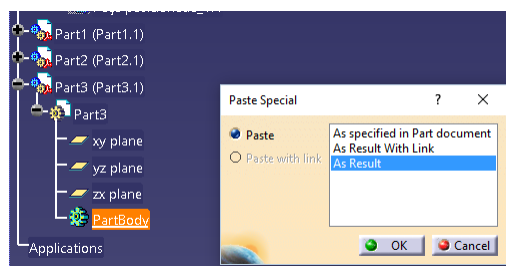 Part1 (Part1.1)
Part2 (Part2.1)
Part3 (Part3.1)
Part3
xy plane
yz plane
zx plane
PartBody
Applications
Paste Special
?
Paste
Paste with link
As specified in Part document
As Result With Link
As Result
OK
Cancel